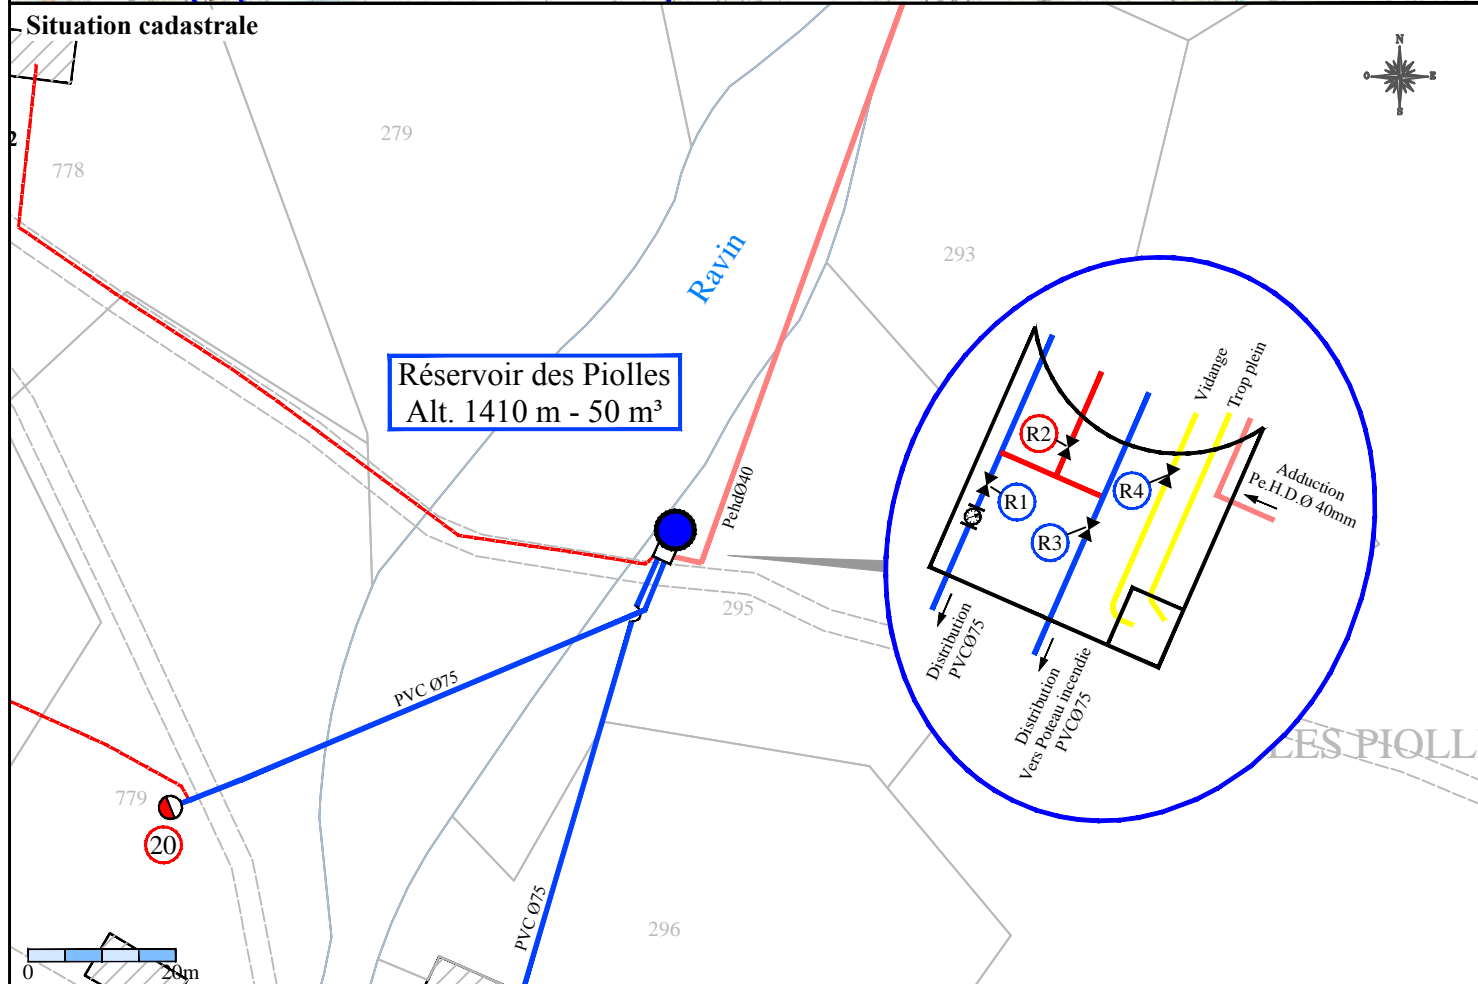 Situation cadastrale
N
O
E
S
2
279
778
293
Ravin
Réservoir des Piolles
Alt. 1410 m - 50 m³
Vidange
Trop plein
R2
R1
R4
R3
Adduction
Pe.H.D.Ø 40mm
PehdØ40
295
Distribution
PVCØ75
Distribution
Vers Poteau incendie
PVCØ75
PVC Ø75
LES PIOLL
779
20
PVC Ø75
296
0
20m